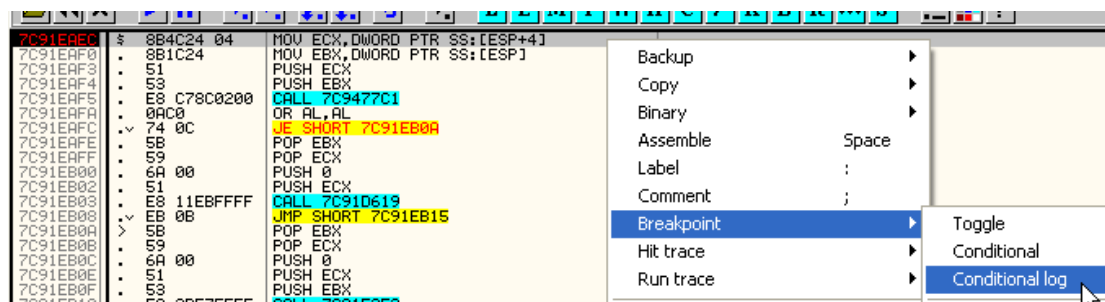 L E M T W H C / K B R ... S
7C91EAEC $ 8B4C24 04 MOV ECX,DWORD PTR SS:[ESP+4]
7C91EAF0 . 8B1C24 MOV EBX,DWORD PTR SS:[ESP]
7C91EAF3 . 51 PUSH ECX
7C91EAF4 . 53 PUSH EBX
7C91EAF5 . E8 C78C0200 CALL 7C9477C1
7C91EAFA . 0AC0 OR AL,AL
7C91EAFC .v 74 0C JE SHORT 7C91EB0A
7C91EAFE . 5B POP EBX
7C91EAFF . 59 POP ECX
7C91EB00 . 6A 00 PUSH 0
7C91EB02 . 51 PUSH ECX
7C91EB03 . E8 11EBFFFF CALL 7C91D619
7C91EB08 .v EB 0B JMP SHORT 7C91EB15
7C91EB0A > 5B POP EBX
7C91EB0B . 59 POP ECX
7C91EB0C . 6A 00 PUSH 0
7C91EB0E . 51 PUSH ECX
7C91EB0F . 53 PUSH EBX
Backup
Copy
Binary
Assemble Space
Label :
Comment ;
Breakpoint
Hit trace
Run trace
Toggle
Conditional
Conditional log